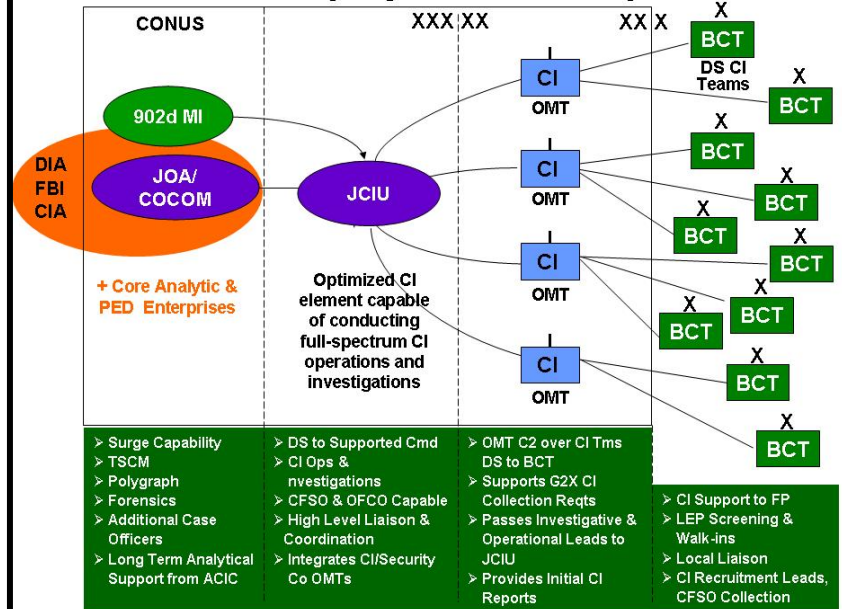 CONUS
XXX XX
XX X
902d MI
DIA
FBI
CIA
JOA/
COCOM
+ Core Analytic &
PED Enterprises
JCIU
Optimized CI
element capable
of conducting
full-spectrum CI
operations and
investigations
I
CI
OMT
I
CI
OMT
I
CI
OMT
I
CI
OMT
X
BCT
DS CI
Teams
X
BCT
X
BCT
X
BCT
X
BCT
X
BCT
X
BCT
X
BCT
X
BCT
X
BCT
➢ Surge Capability
➢ TSCM
➢ Polygraph
➢ Forensics
➢ Additional Case
Officers
➢ Long Term Analytical
Support from ACIC
➢ DS to Supported Cmd
➢ CI Ops &
nvestigations
➢ CFSO & OFCO Capable
➢ High Level Liaison &
Coordination
➢ Integrates CI/Security
Co OMTs
➢ OMT C2 over CI Tms
DS to BCT
➢ Supports G2X CI
Collection Reqts
➢ Passes Investigative &
Operational Leads to
JCIU
➢ Provides Initial CI
Reports
➢ CI Support to FP
➢ LEP Screening &
Walk-ins
➢ Local Liaison
➢ CI Recruitment Leads,
CFSO Collection